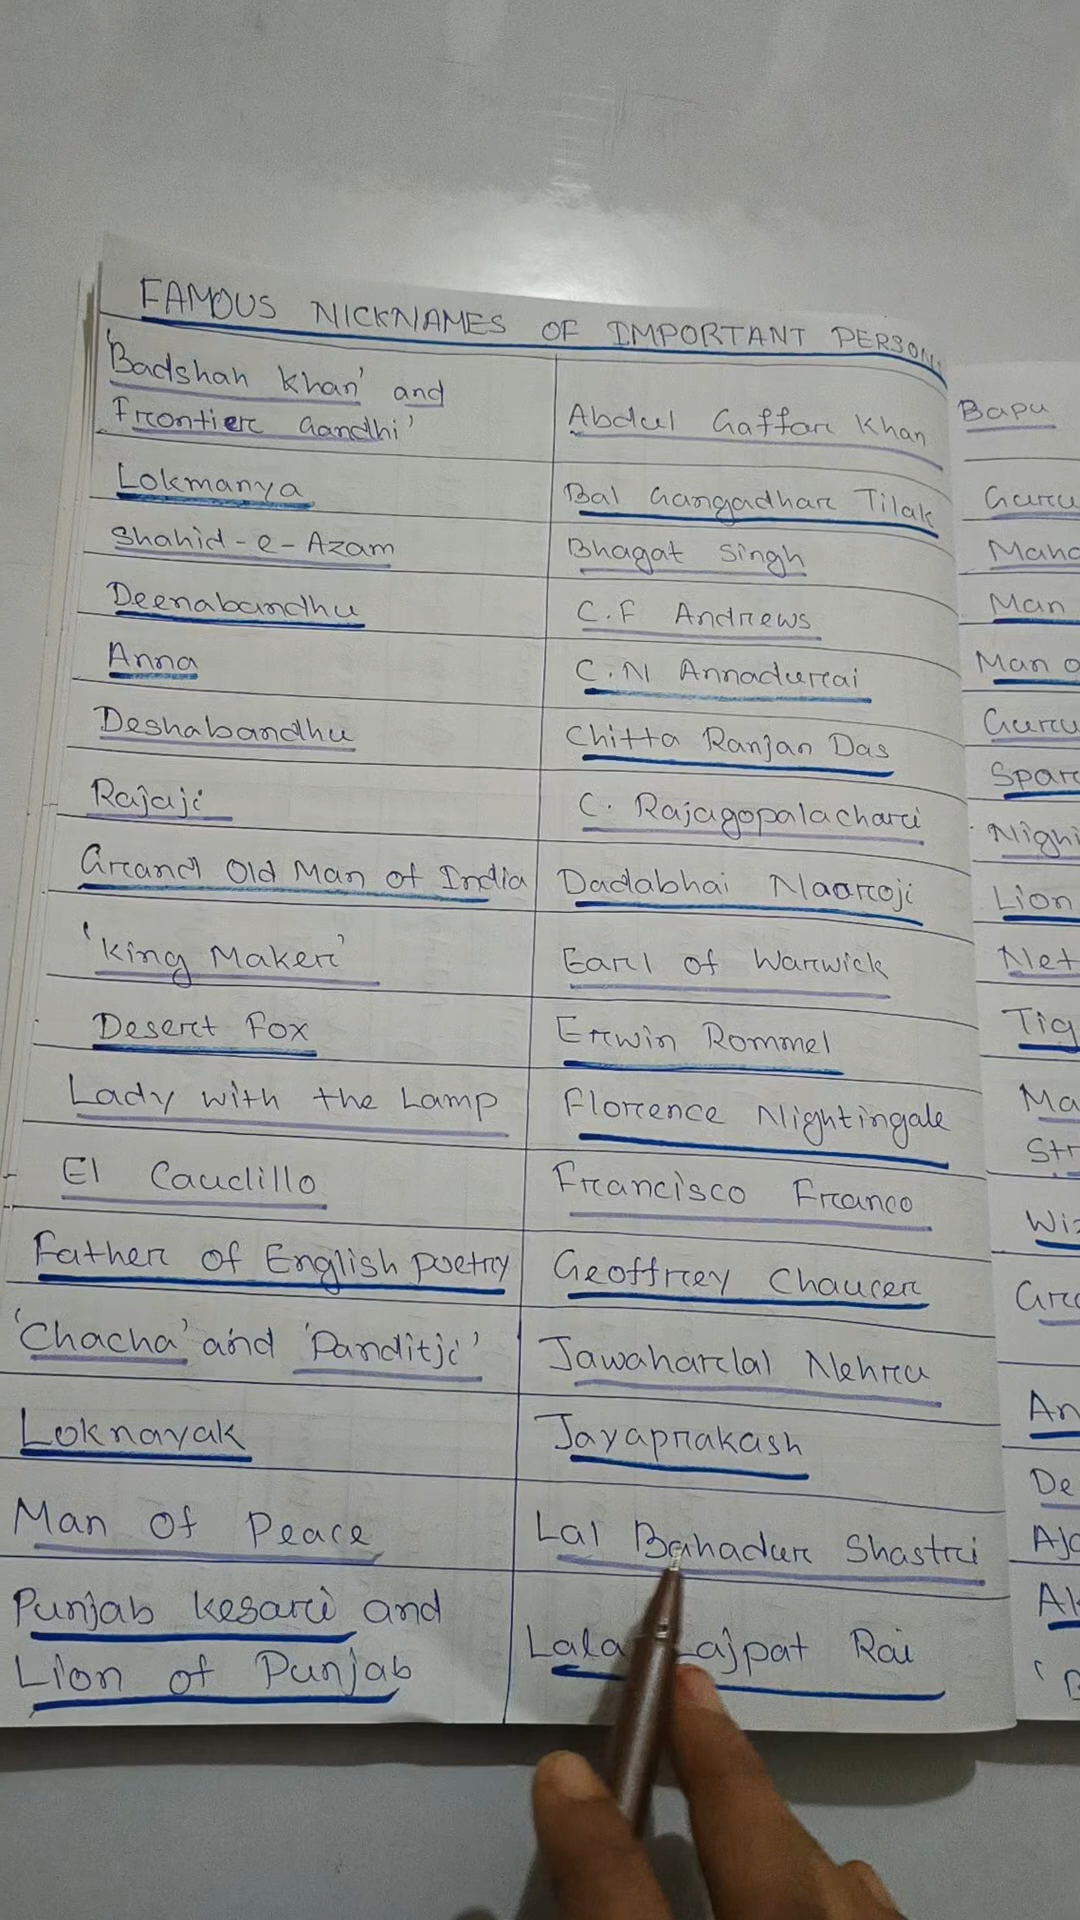 FAMOUS NICKNAMES OF IMPORTANT PERSON
'Badshah Khan' and
Frontier Gandhi'
Abdul Gaffar Khan
Lokmanya
Bal Gangadhar Tilak
Shahid-e-Azam
Bhagat Singh
Deenabandhu
C.F Andrews
Anna
C.N Annadurai
Deshabandhu
Chitta Ranjan Das
Rajaji
C. Rajagopalachari
Grand Old Man of India
Dadabhai Naoroji
'King Maker'
Earl of Warwick
Desert Fox
Erwin Rommel
Lady with the Lamp
Florence Nightingale
El Caudillo
Francisco Franco
Father of English poetry
Geoffrey Chaucer
'Chacha' and 'Panditji'
Jawaharlal Nehru
Loknayak
Jayaprakash
Man of Peace
Lal Bahadur Shastri
Punjab Kesari and
Lion of Punjab
Lala Lajpat Rai
Bapu
Man
Man
Lion